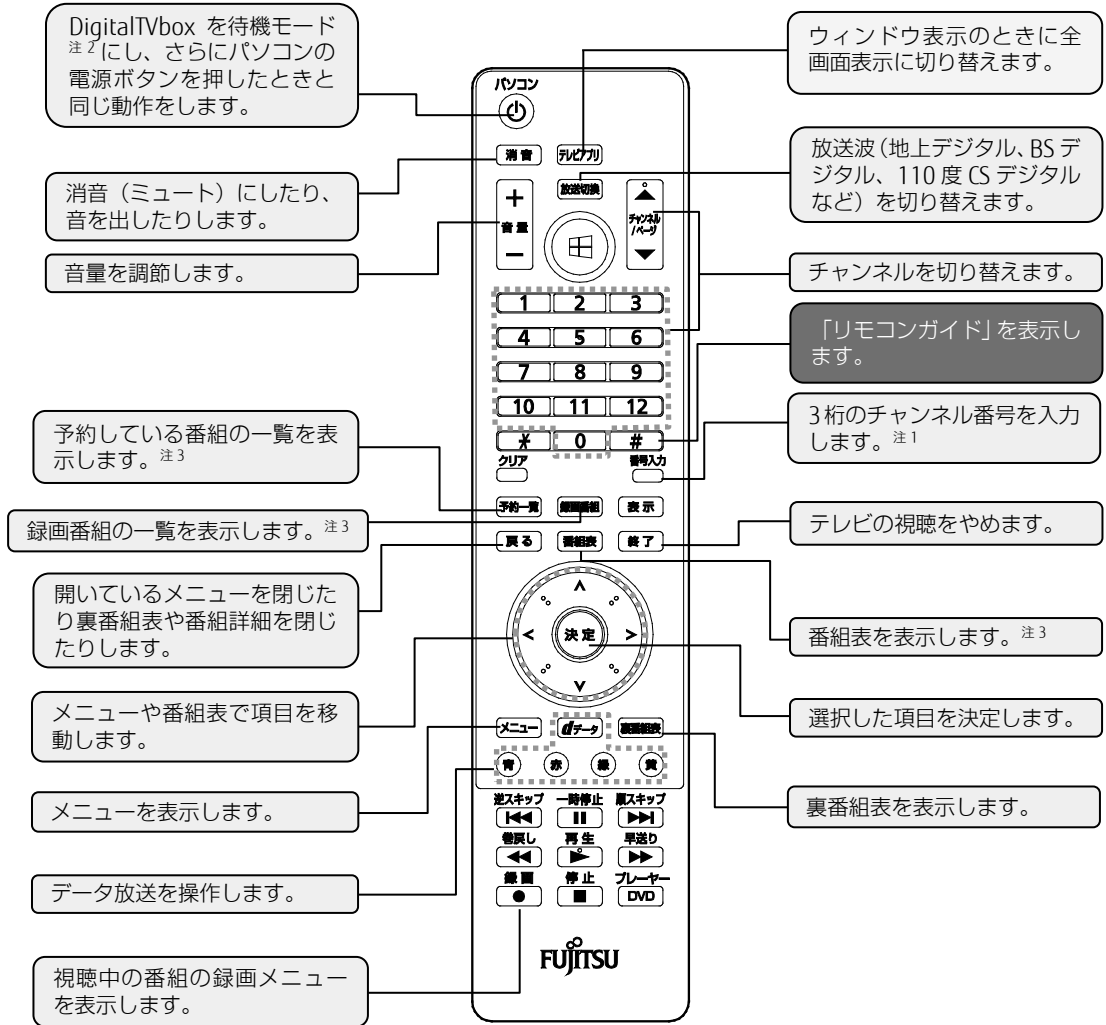 DigitalTVbox を待機モード
注2にし、さらにパソコンの
電源ボタンを押したときと
同じ動作をします。
消音（ミュート）にしたり、
音を出したりします。
音量を調節します。
予約している番組の一覧を表
示します。注3
録画番組の一覧を表示します。注3
開いているメニューを閉じた
り裏番組表や番組詳細を閉じ
たりします。
メニューや番組表で項目を移
動します。
メニューを表示します。
データ放送を操作します。
視聴中の番組の録画メニュー
を表示します。
パソコン
消音 テレビアプリ
放送切換
+
音量
−
チャンネル
/ページ
1 2 3
4 5 6
7 8 9
10 11 12
* 0 #
クリア 番号入力
予約一覧 録画番組 表示
戻る 番組表 終了
決定
メニュー dデータ 裏番組表
青 赤 緑 黄
逆スキップ 一時停止 順スキップ
巻戻し 再生 早送り
録画 停止 プレーヤー
DVD
FUJITSU
ウィンドウ表示のときに全
画面表示に切り替えます。
放送波（地上デジタル、BS デ
ジタル、110 度 CS デジタル
など）を切り替えます。
チャンネルを切り替えます。
「リモコンガイド」を表示し
ます。
3桁のチャンネル番号を入力
します。注1
テレビの視聴をやめます。
番組表を表示します。注3
選択した項目を決定します。
裏番組表を表示します。